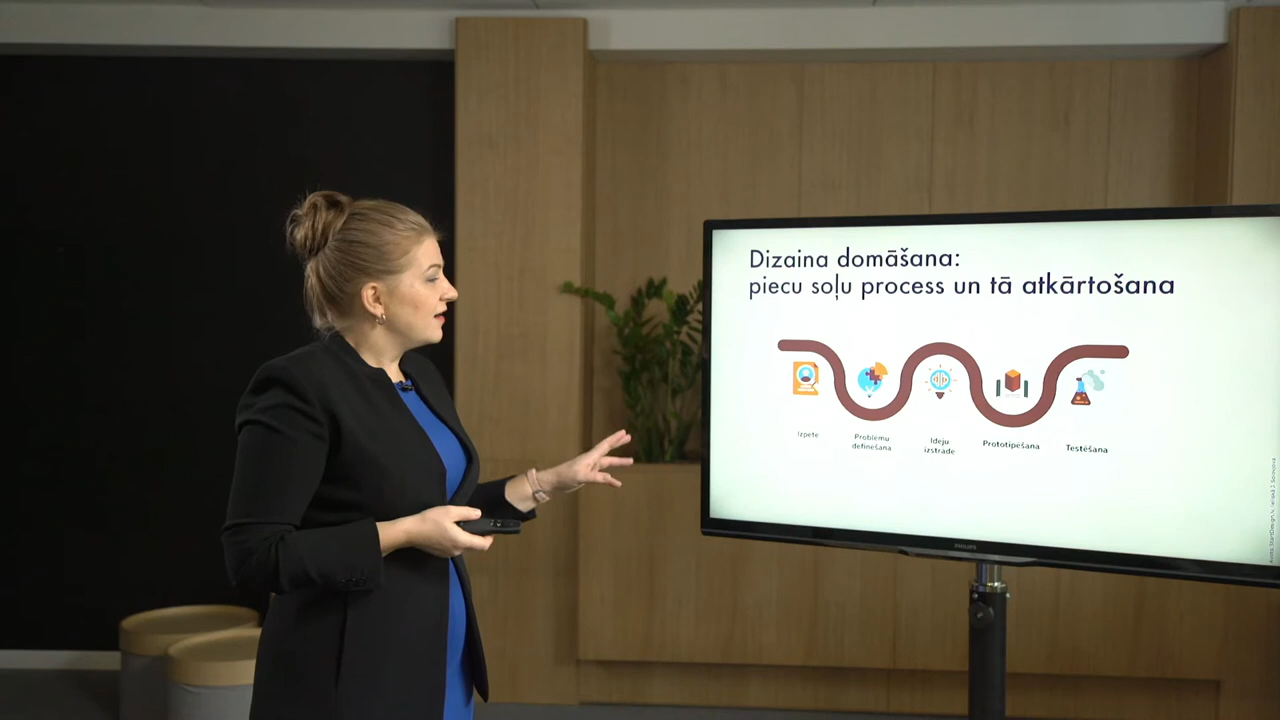 Dizaina domāšana:
piecu soļu process un tā atkārtošana
Izpēte
Problēmu
definēšana
Ideju
izstrāde
Prototipēšana
Testēšana
PHILIPS